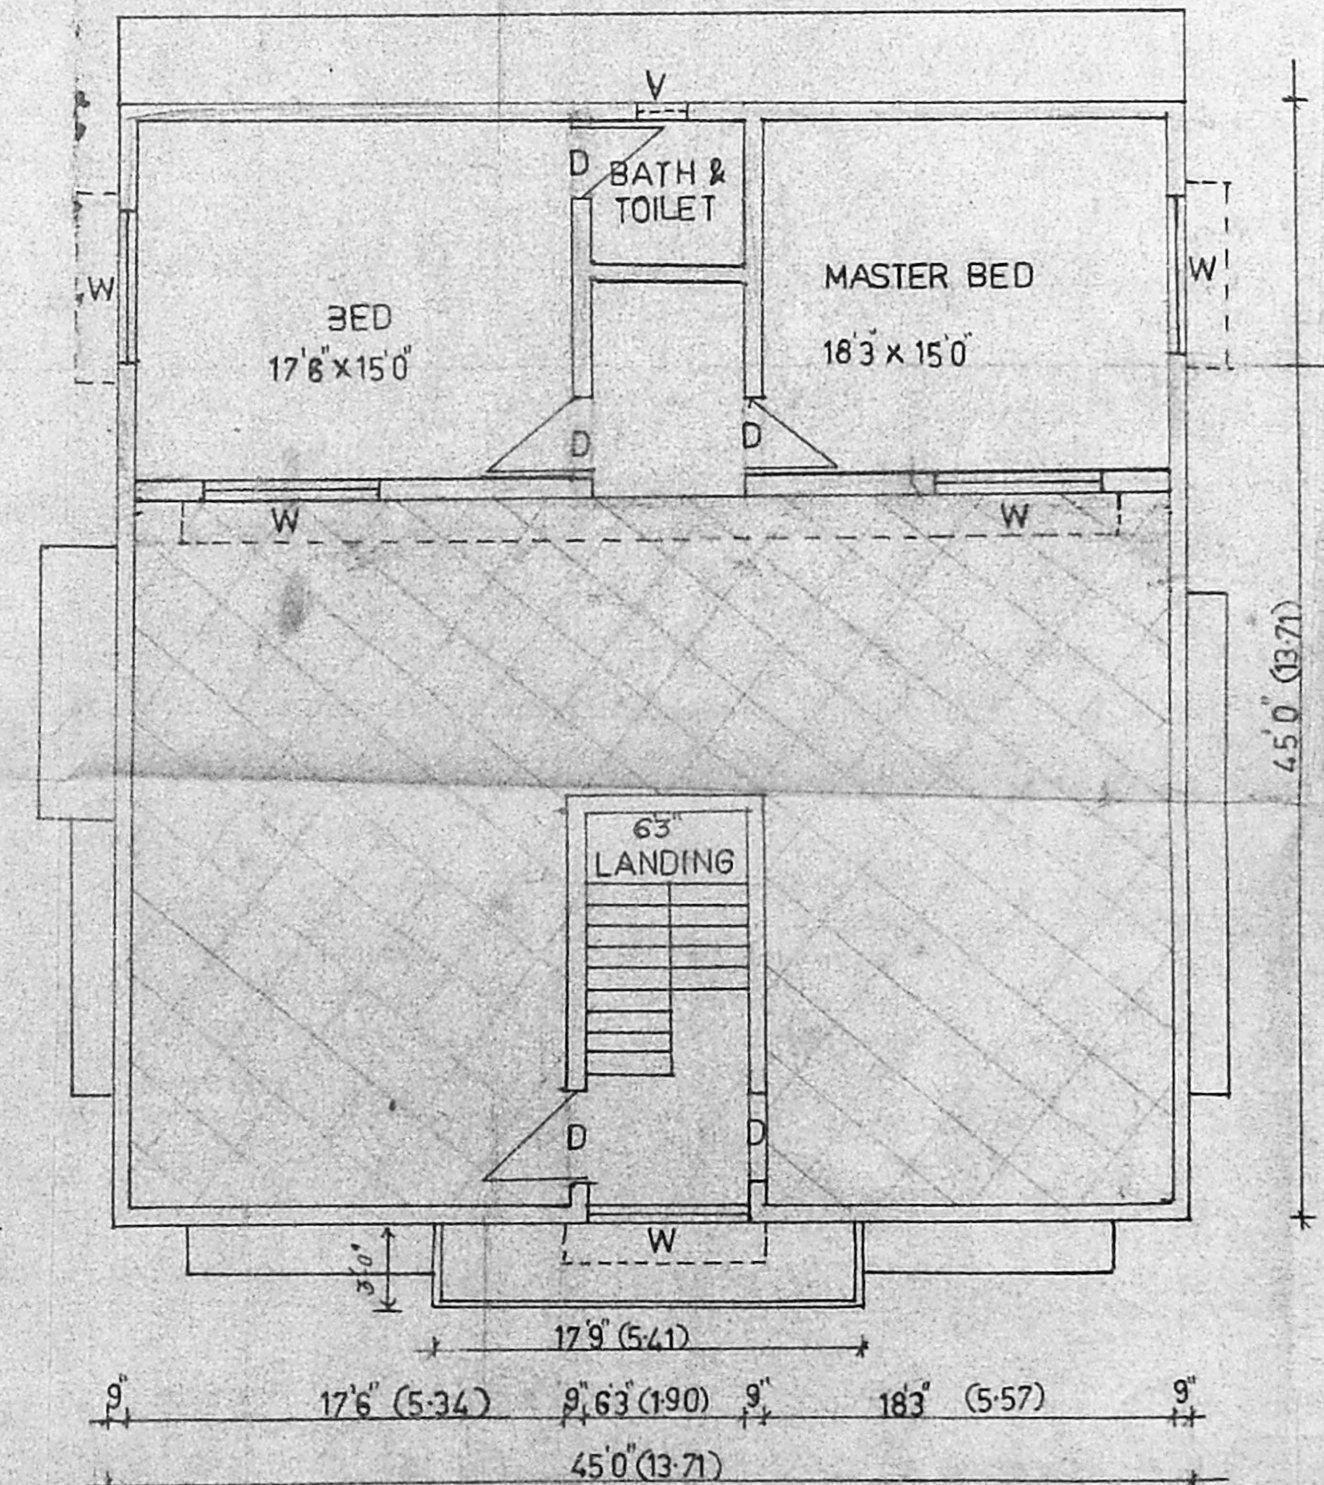 V
D
BATH &
TOILET
W
W
MASTER BED
BED
17'6" X 15'0"
18'3" X 15'0"
D
D
W
W
45'0" (13.71)
6'3"
LANDING
D
D
W
3'-0"
17'9" (5.41)
9"
17'6" (5.34)
9"
6'3 (1.90)
9"
18'3" (5.57)
9"
45'0" (13.71)